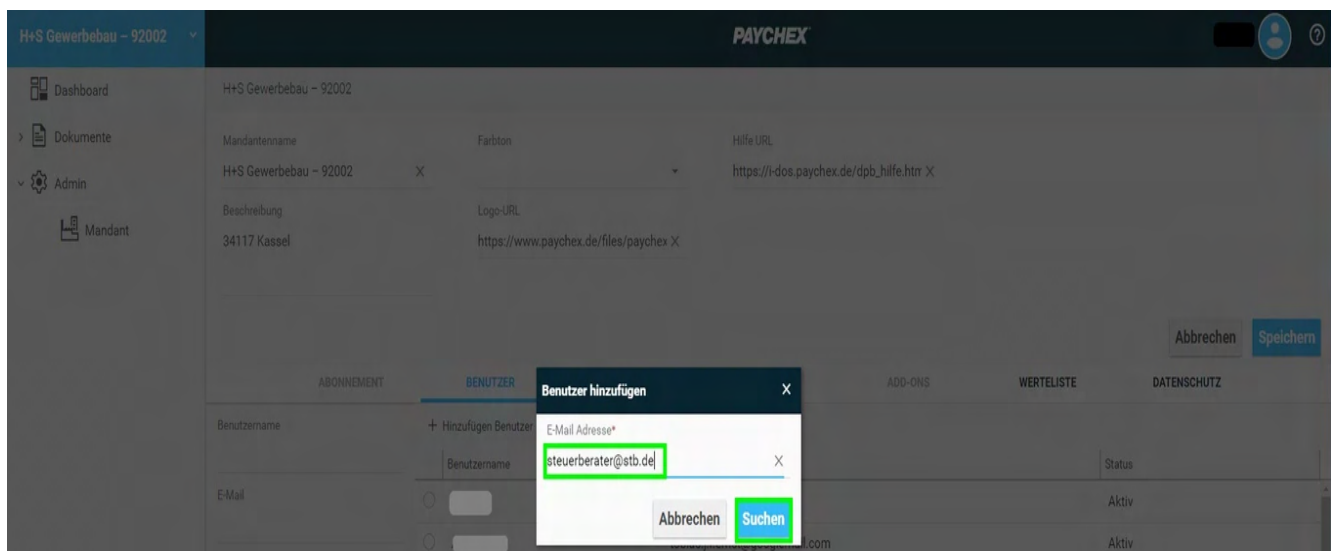 H+S Gewerbebau – 92002
PAYCHEX
Dashboard
Dokumente
Admin
Mandant
H+S Gewerbebau – 92002
Mandantenname
H+S Gewerbebau – 92002
Farbton
Hilfe URL
https://i-dos.paychex.de/dpb_hilfe.htm
Beschreibung
34117 Kassel
Logo-URL
https://www.paychex.de/files/paychex
Abbrechen Speichern
ABONNEMENT BENUTZER ADD-ONS WERTELISTE DATENSCHUTZ
Benutzer hinzufügen X
E-Mail Adresse*
steuerberater@stb.de
Abbrechen Suchen
Benutzername
E-Mail
+ Hinzufügen Benutzer
Benutzername Status
Aktiv
Aktiv